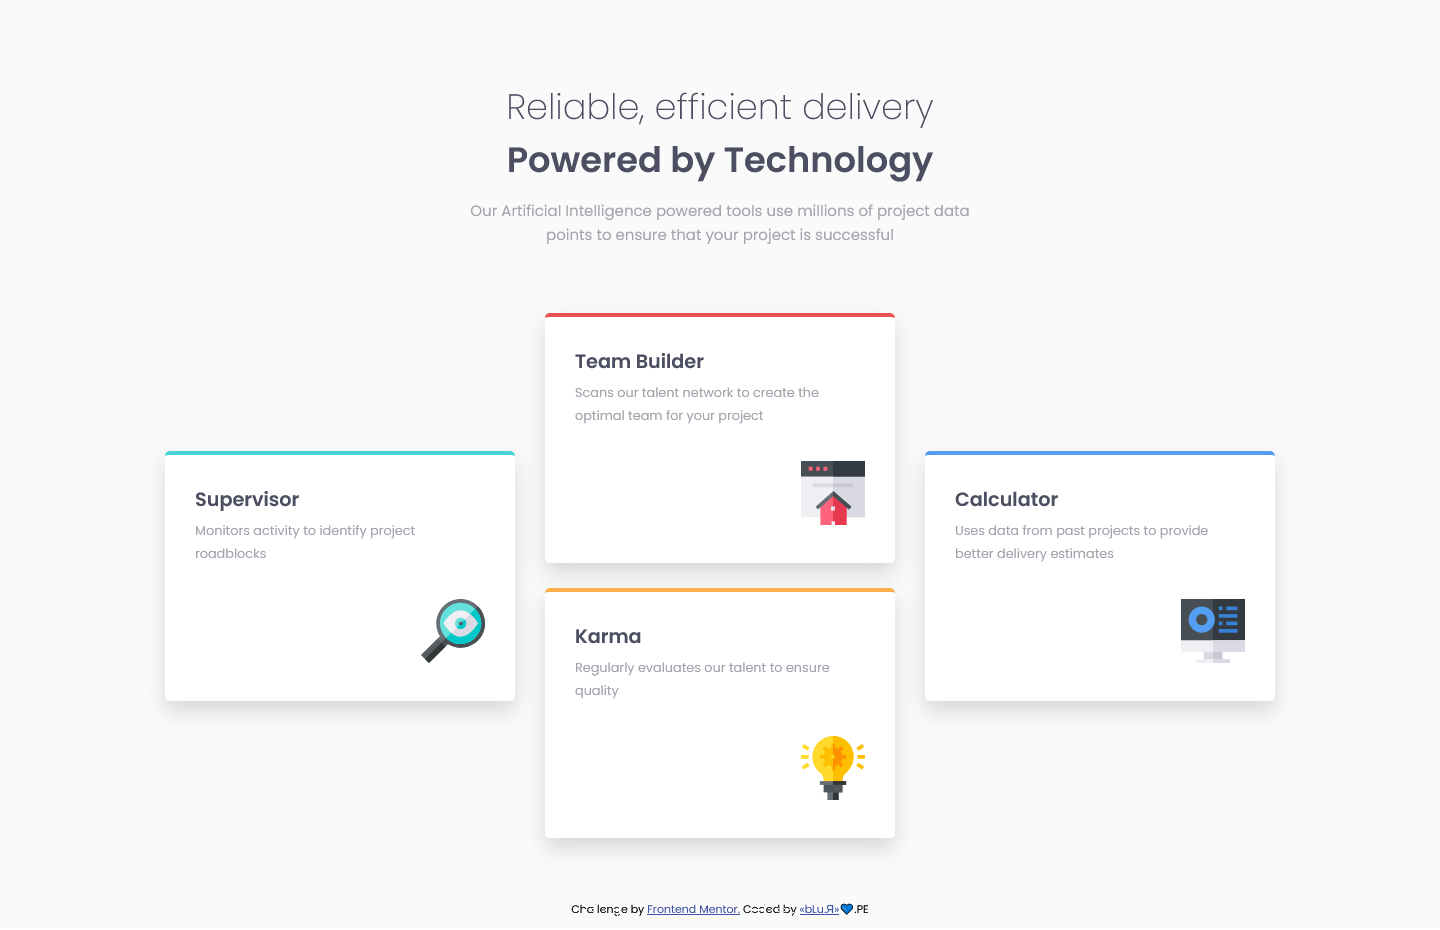 Reliable, efficient delivery
Powered by Technology
Our Artificial Intelligence powered tools use millions of project data
points to ensure that your project is successful
Team Builder
Scans our talent network to create the
optimal team for your project
Supervisor
Monitors activity to identify project
roadblocks
Calculator
Uses data from past projects to provide
better delivery estimates
Karma
Regularly evaluates our talent to ensure
quality
Challenge by Frontend Mentor. Coded by «bLu.Я»💙.PE